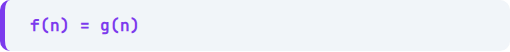 f(n) = g(n)